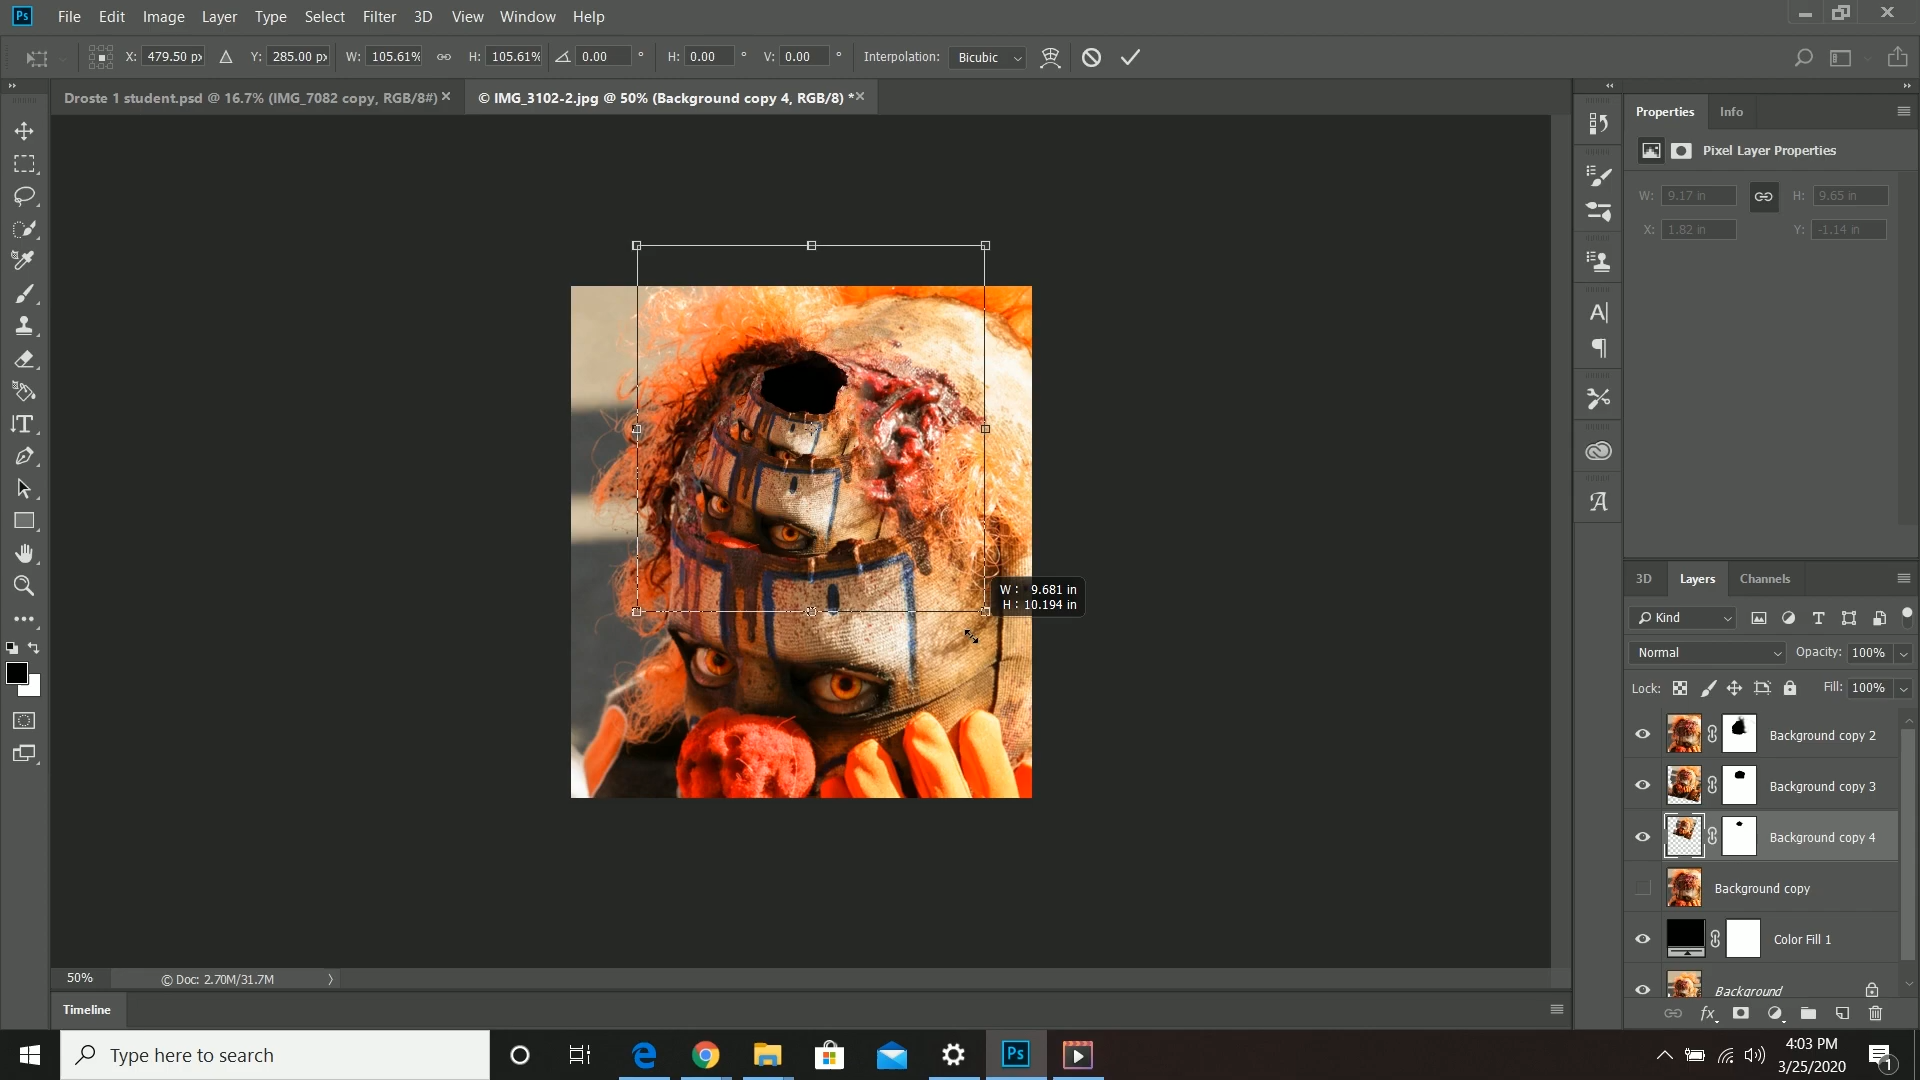 Ps File Edit Image Layer Type Select Filter 3D View Window Help
X: 479.50 px Y: 285.00 px W: 105.61% H: 105.61% 0.00 ° H: 0.00 ° V: 0.00 ° Interpolation: Bicubic
Droste 1 student.psd @ 16.7% (IMG_7082 copy, RGB/8#) × © IMG_3102-2.jpg @ 50% (Background copy 4, RGB/8) * ×
Properties Info
Pixel Layer Properties
W: 9.17 in H: 9.65 in
X: 1.82 in Y: -1.14 in
W : 9.681 in
H : 10.194 in
3D Layers Channels
Kind
Normal Opacity: 100%
Lock: Fill: 100%
Background copy 2
Background copy 3
Background copy 4
Background copy
Color Fill 1
Background
fx
50% © Doc: 2.70M/31.7M
Timeline
Type here to search
Ps
4:03 PM
3/25/2020
1